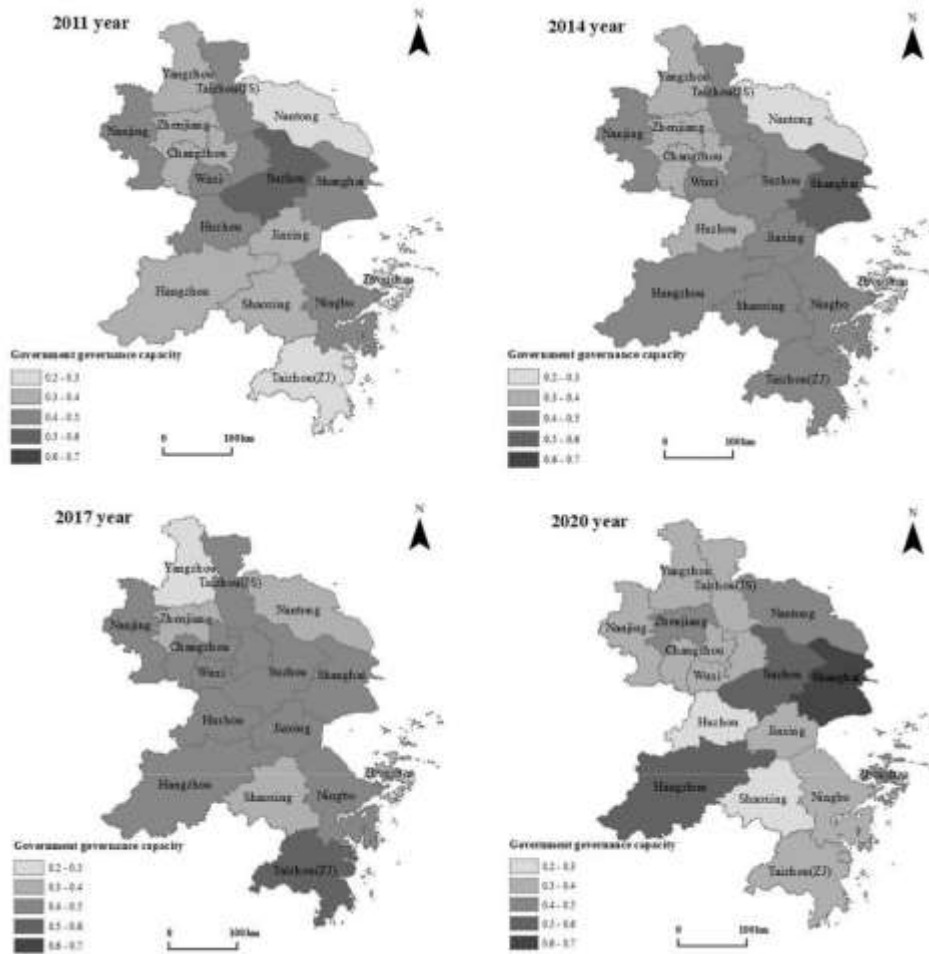 2011 year
N
Yangzhou
Taizhou(JS)
Nantong
Nanjing
Zhenjiang
Changzhou
Wuxi
Suzhou
Shanghai
Huzhou
Jiaxing
Hangzhou
Shaoxing
Ningbo
Zhoushan
Taizhou(ZJ)
Government governance capacity
0.2 - 0.3
0.3 - 0.4
0.4 - 0.5
0.5 - 0.6
0.6 - 0.7
0 100km
2014 year
N
Yangzhou
Taizhou(JS)
Nantong
Nanjing
Zhenjiang
Changzhou
Wuxi
Suzhou
Shanghai
Huzhou
Jiaxing
Hangzhou
Shaoxing
Ningbo
Zhoushan
Taizhou(ZJ)
Government governance capacity
0.2 - 0.3
0.3 - 0.4
0.4 - 0.5
0.5 - 0.6
0.6 - 0.7
0 100km
2017 year
N
Yangzhou
Taizhou(JS)
Nantong
Nanjing
Zhenjiang
Changzhou
Wuxi
Suzhou
Shanghai
Huzhou
Jiaxing
Hangzhou
Shaoxing
Ningbo
Zhoushan
Taizhou(ZJ)
Government governance capacity
0.2 - 0.3
0.3 - 0.4
0.4 - 0.5
0.5 - 0.6
0.6 - 0.7
0 100km
2020 year
N
Yangzhou
Taizhou(JS)
Nantong
Nanjing
Zhenjiang
Changzhou
Wuxi
Suzhou
Shanghai
Huzhou
Jiaxing
Hangzhou
Shaoxing
Ningbo
Zhoushan
Taizhou(ZJ)
Government governance capacity
0.2 - 0.3
0.3 - 0.4
0.4 - 0.5
0.5 - 0.6
0.6 - 0.7
0 100km